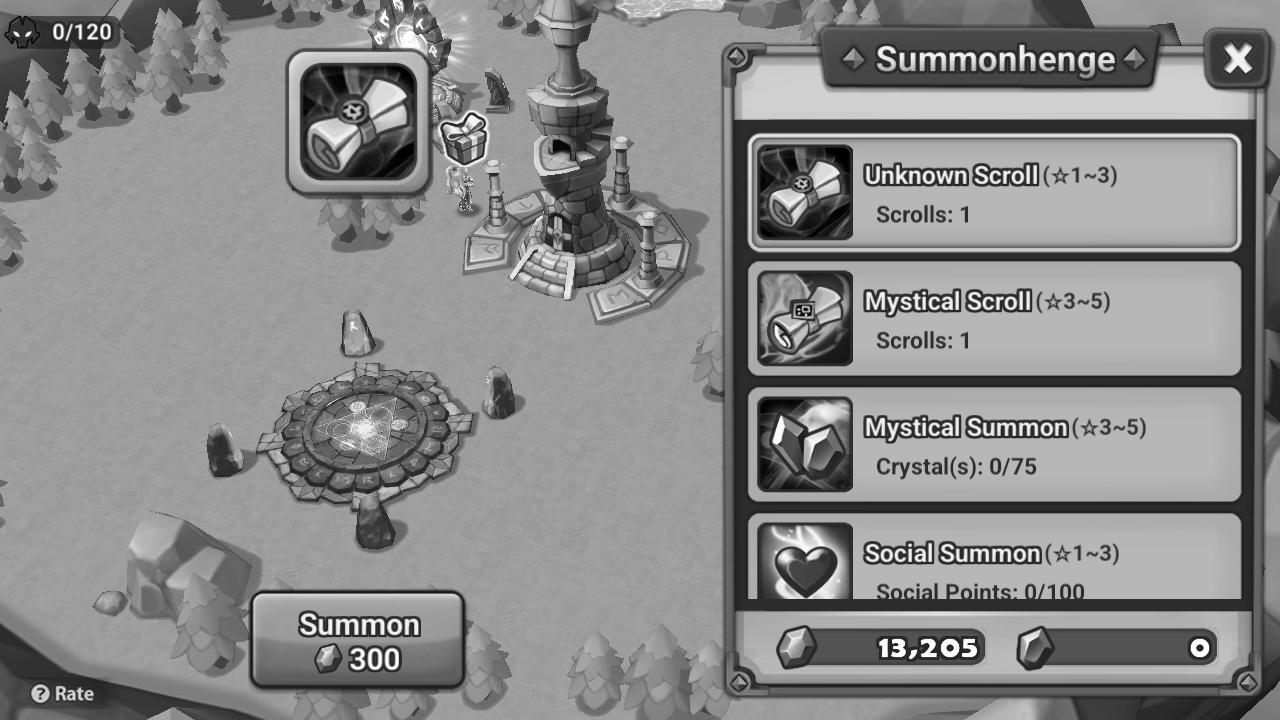 0/120
Summonhenge
Unknown Scroll (☆1~3)
Scrolls: 1
Mystical Scroll (☆3~5)
Scrolls: 1
Mystical Summon (☆3~5)
Crystal(s): 0/75
Social Summon (☆1~3)
Social Points: 0/100
Summon
300
13,205
0
? Rate